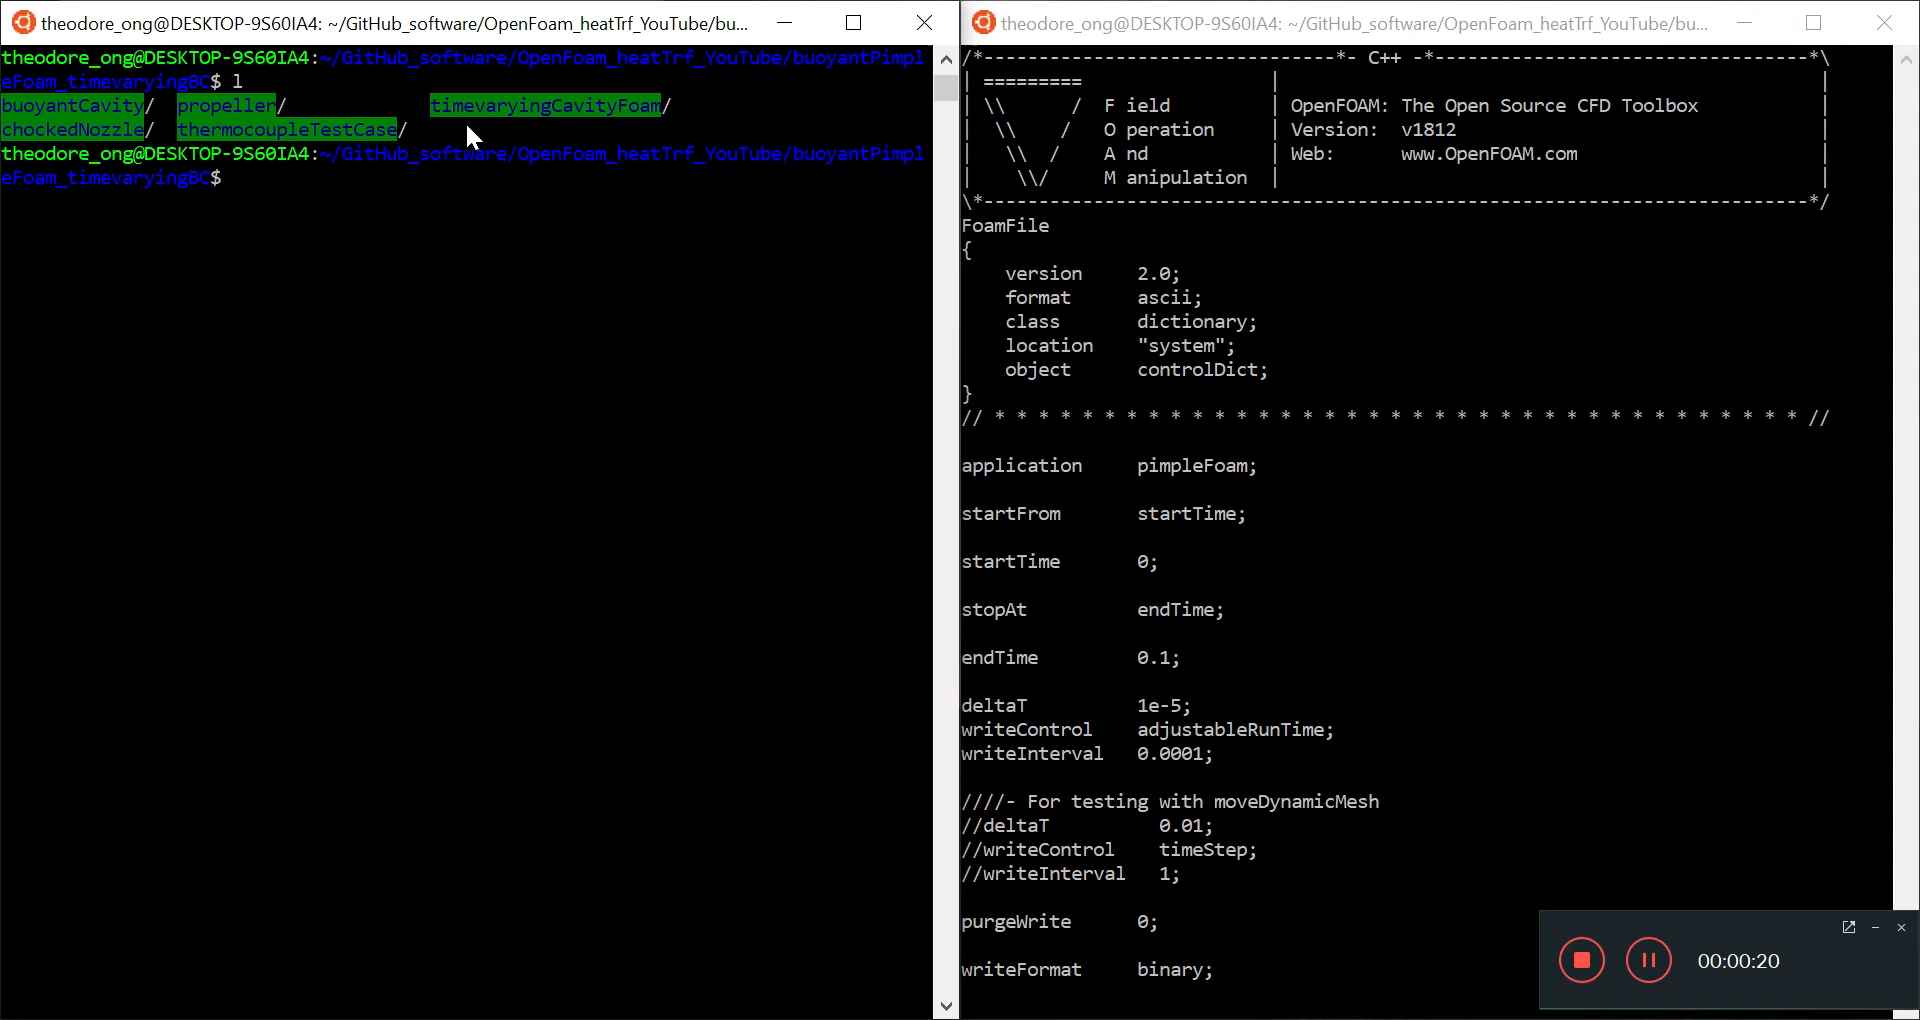 theodore_ong@DESKTOP-9S60IA4: ~/GitHub_software/OpenFoam_heatTrf_YouTube/bu...
theodore_ong@DESKTOP-9S60IA4:~/GitHub_software/OpenFoam_heatTrf_YouTube/buoyantPimpl
eFoam_timevaryingBC$ l
buoyantCavity/  propeller/             timevaryingCavityFoam/
chockedNozzle/  thermocoupleTestCase/
theodore_ong@DESKTOP-9S60IA4:~/GitHub_software/OpenFoam_heatTrf_YouTube/buoyantPimpl
eFoam_timevaryingBC$
theodore_ong@DESKTOP-9S60IA4: ~/GitHub_software/OpenFoam_heatTrf_YouTube/bu...
/*--------------------------------*- C++ -*----------------------------------*\
| =========                 |                                                 |
| \\      /  F ield         | OpenFOAM: The Open Source CFD Toolbox           |
|  \\    /   O peration     | Version:  v1812                                 |
|   \\  /    A nd           | Web:      www.OpenFOAM.com                      |
|    \\/     M anipulation  |                                                 |
\*---------------------------------------------------------------------------*/
FoamFile
{
    version     2.0;
    format      ascii;
    class       dictionary;
    location    "system";
    object      controlDict;
}
// * * * * * * * * * * * * * * * * * * * * * * * * * * * * * * * * * * * * * //
application     pimpleFoam;
startFrom       startTime;
startTime       0;
stopAt          endTime;
endTime         0.1;
deltaT          1e-5;
writeControl    adjustableRunTime;
writeInterval   0.0001;
////- For testing with moveDynamicMesh
//deltaT          0.01;
//writeControl    timeStep;
//writeInterval   1;
purgeWrite      0;
writeFormat     binary;
00:00:20